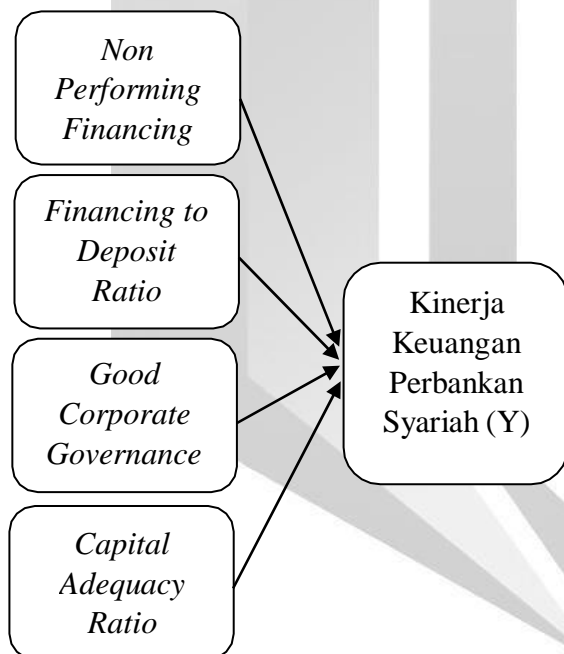 Non
Performing
Financing
Financing to
Deposit
Ratio
Good
Corporate
Governance
Capital
Adequacy
Ratio
Kinerja
Keuangan
Perbankan
Syariah (Y)